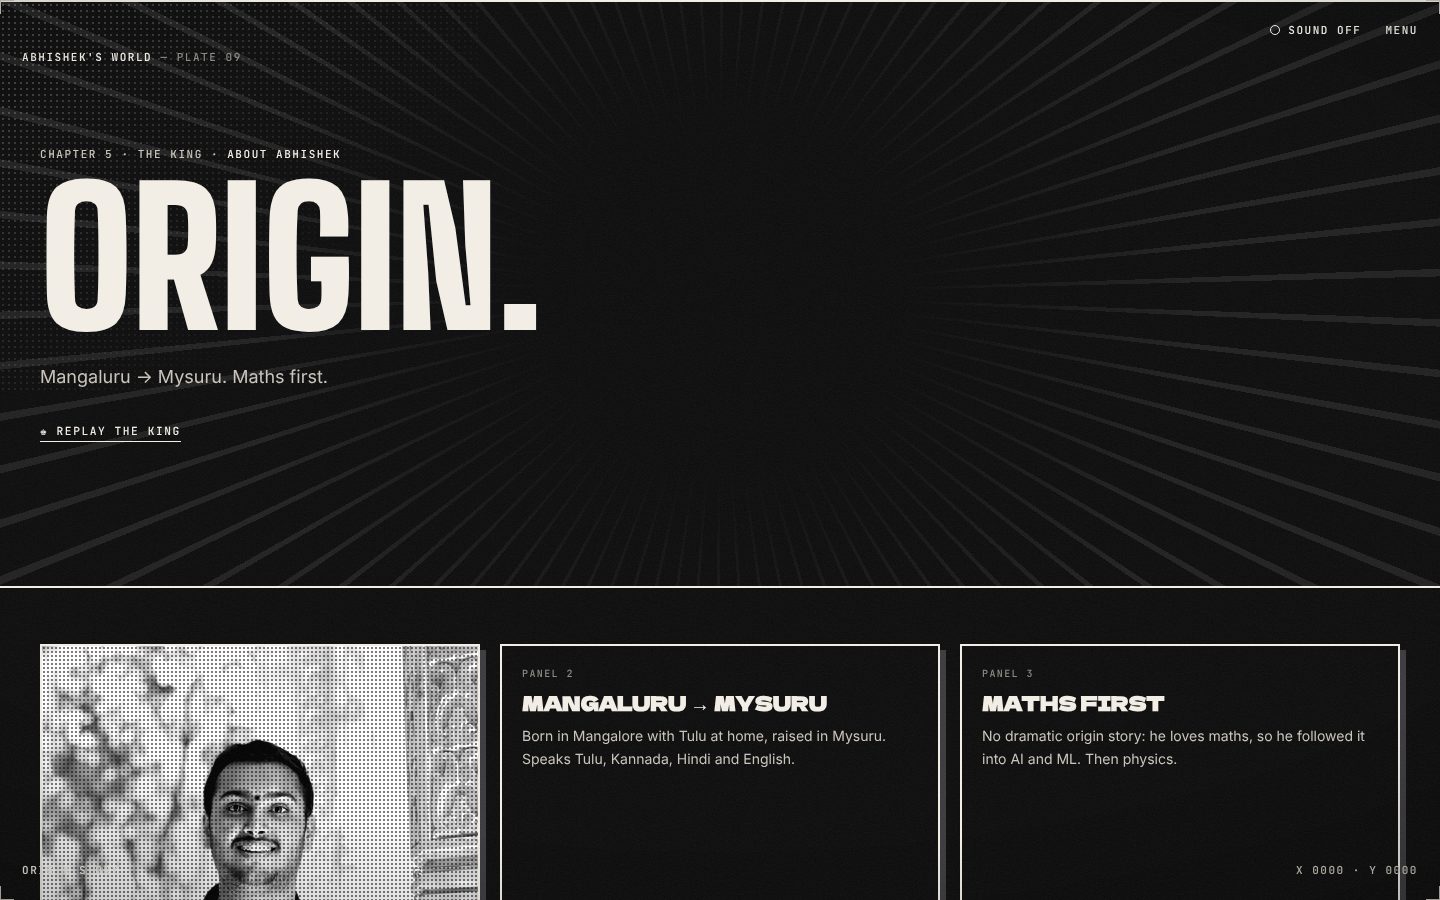 SOUND OFF
MENU
ABHISHEK'S WORLD — PLATE 09
CHAPTER 5 · THE KING · ABOUT ABHISHEK
ORIGIN.
Mangaluru → Mysuru. Maths first.
REPLAY THE KING
PANEL 2
MANGALURU → MYSURU
Born in Mangalore with Tulu at home, raised in Mysuru.
Speaks Tulu, Kannada, Hindi and English.
PANEL 3
MATHS FIRST
No dramatic origin story: he loves maths, so he followed it
into AI and ML. Then physics.
X 0000 · Y 0000